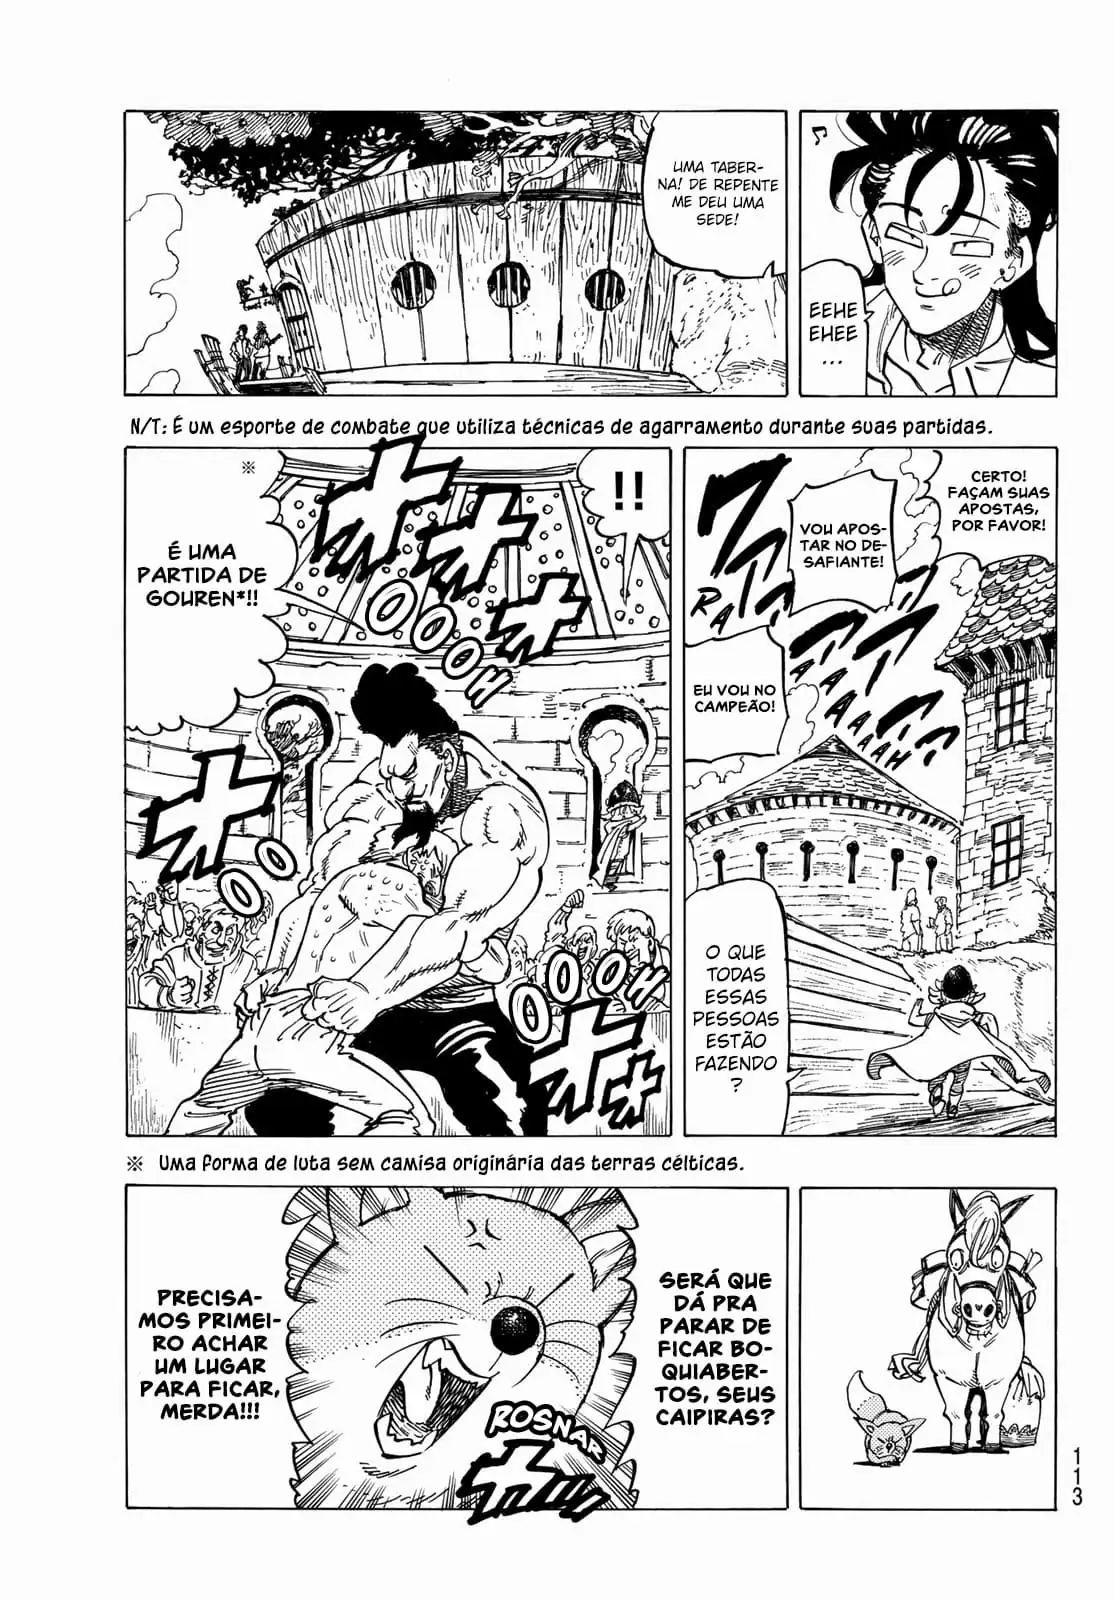 EEHE
EHEE
...
UMA TABER-
NA! DE REPENTE
ME DEU UMA
SEDE!
N/T: É UM ESPORTE DE COMBATE QUE UTILIZA TÉCNICAS DE AGARRAMENTO DURANTE SUAS PARTIDAS.
CERTO!
FAÇAM SUAS
APOSTAS,
POR FAVOR!
VOU APOS-
TAR NO DE-
SAFIANTE!
RAAAAAAAH
EU VOU NO
CAMPEÃO!
O QUE
TODAS
ESSAS
PESSOAS
ESTÃO
FAZENDO
?
!!
※
É UMA
PARTIDA DE
GOUREN*!!
OOOOH
OO
OOOOH
※ UMA FORMA DE LUTA SEM CAMISA ORIGINÁRIA DAS TERRAS CÉLTICAS.
SERÁ QUE
DÁ PRA
PARAR DE
FICAR BO-
QUIABER-
TOS, SEUS
CAIPIRAS?
ROSNAR
PRECISA-
MOS PRIMEI-
RO ACHAR
UM LUGAR
PARA FICAR,
MERDA!!!
113